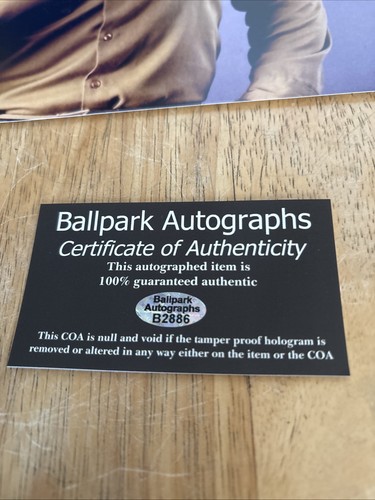 Ballpark Autographs
Certificate of Authenticity
This autographed item is
100% guaranteed authentic
Ballpark
Autographs
B2886
This COA is null and void if the tamper proof hologram is
removed or altered in any way either on the item or the COA